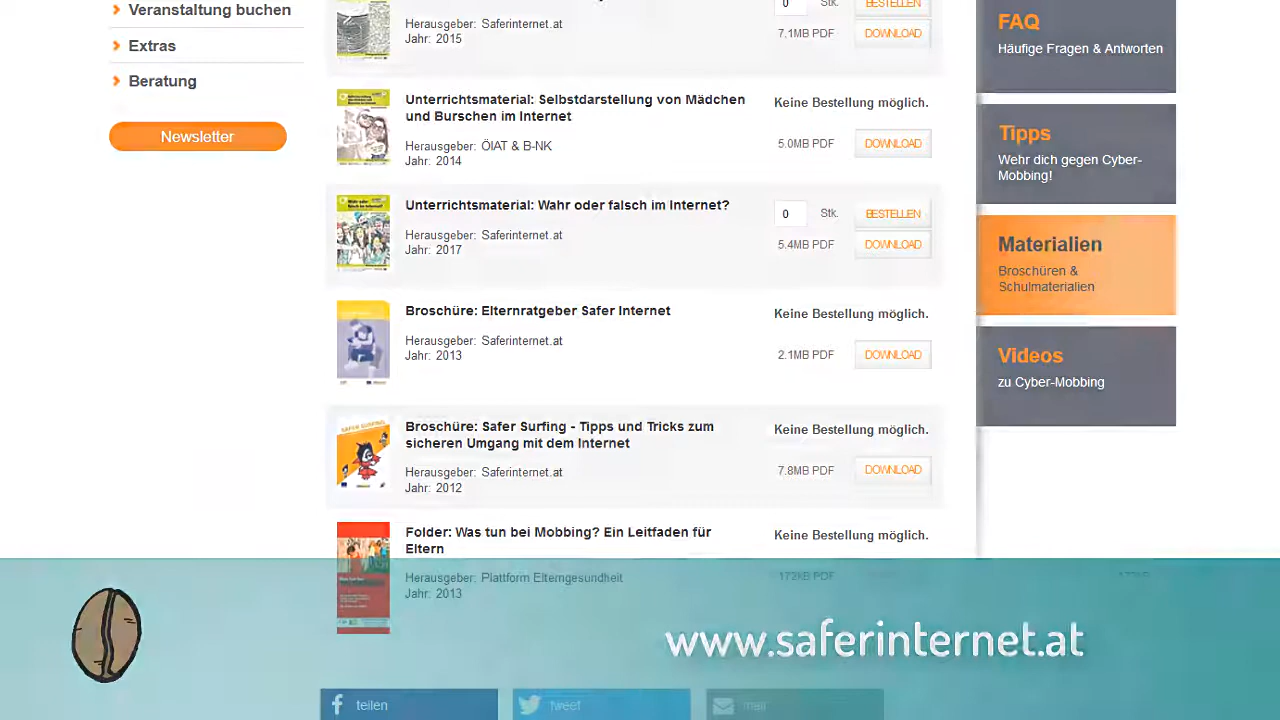 Veranstaltung buchen
Extras
Beratung
Newsletter
Herausgeber: Saferinternet.at
Jahr: 2015
0 Stk. BESTELLEN
7.1MB PDF DOWNLOAD
Unterrichtsmaterial: Selbstdarstellung von Mädchen
und Burschen im Internet
Herausgeber: ÖIAT & B-NK
Jahr: 2014
Keine Bestellung möglich.
5.0MB PDF DOWNLOAD
Unterrichtsmaterial: Wahr oder falsch im Internet?
Herausgeber: Saferinternet.at
Jahr: 2017
0 Stk. BESTELLEN
5.4MB PDF DOWNLOAD
Broschüre: Elternratgeber Safer Internet
Herausgeber: Saferinternet.at
Jahr: 2013
Keine Bestellung möglich.
2.1MB PDF DOWNLOAD
SAFER SURFING
Broschüre: Safer Surfing - Tipps und Tricks zum
sicheren Umgang mit dem Internet
Herausgeber: Saferinternet.at
Jahr: 2012
Keine Bestellung möglich.
7.8MB PDF DOWNLOAD
Folder: Was tun bei Mobbing? Ein Leitfaden für
Eltern
Herausgeber: Plattform Elterngesundheit
Jahr: 2013
Keine Bestellung möglich.
172kB PDF
FAQ
Häufige Fragen & Antworten
Tipps
Wehr dich gegen Cyber-
Mobbing!
Materialien
Broschüren &
Schulmaterialien
Videos
zu Cyber-Mobbing
www.saferinternet.at
teilen
tweet
mail